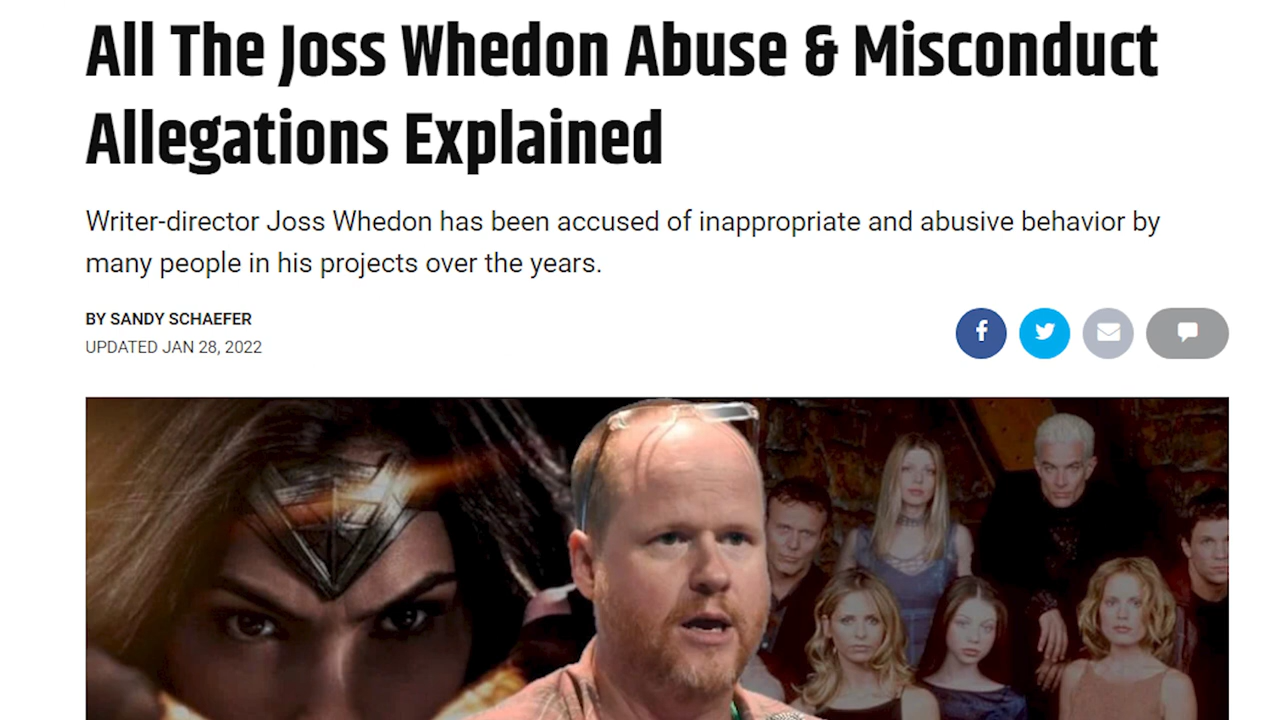 All The Joss Whedon Abuse & Misconduct
Allegations Explained
Writer-director Joss Whedon has been accused of inappropriate and abusive behavior by
many people in his projects over the years.
BY SANDY SCHAEFER
UPDATED JAN 28, 2022